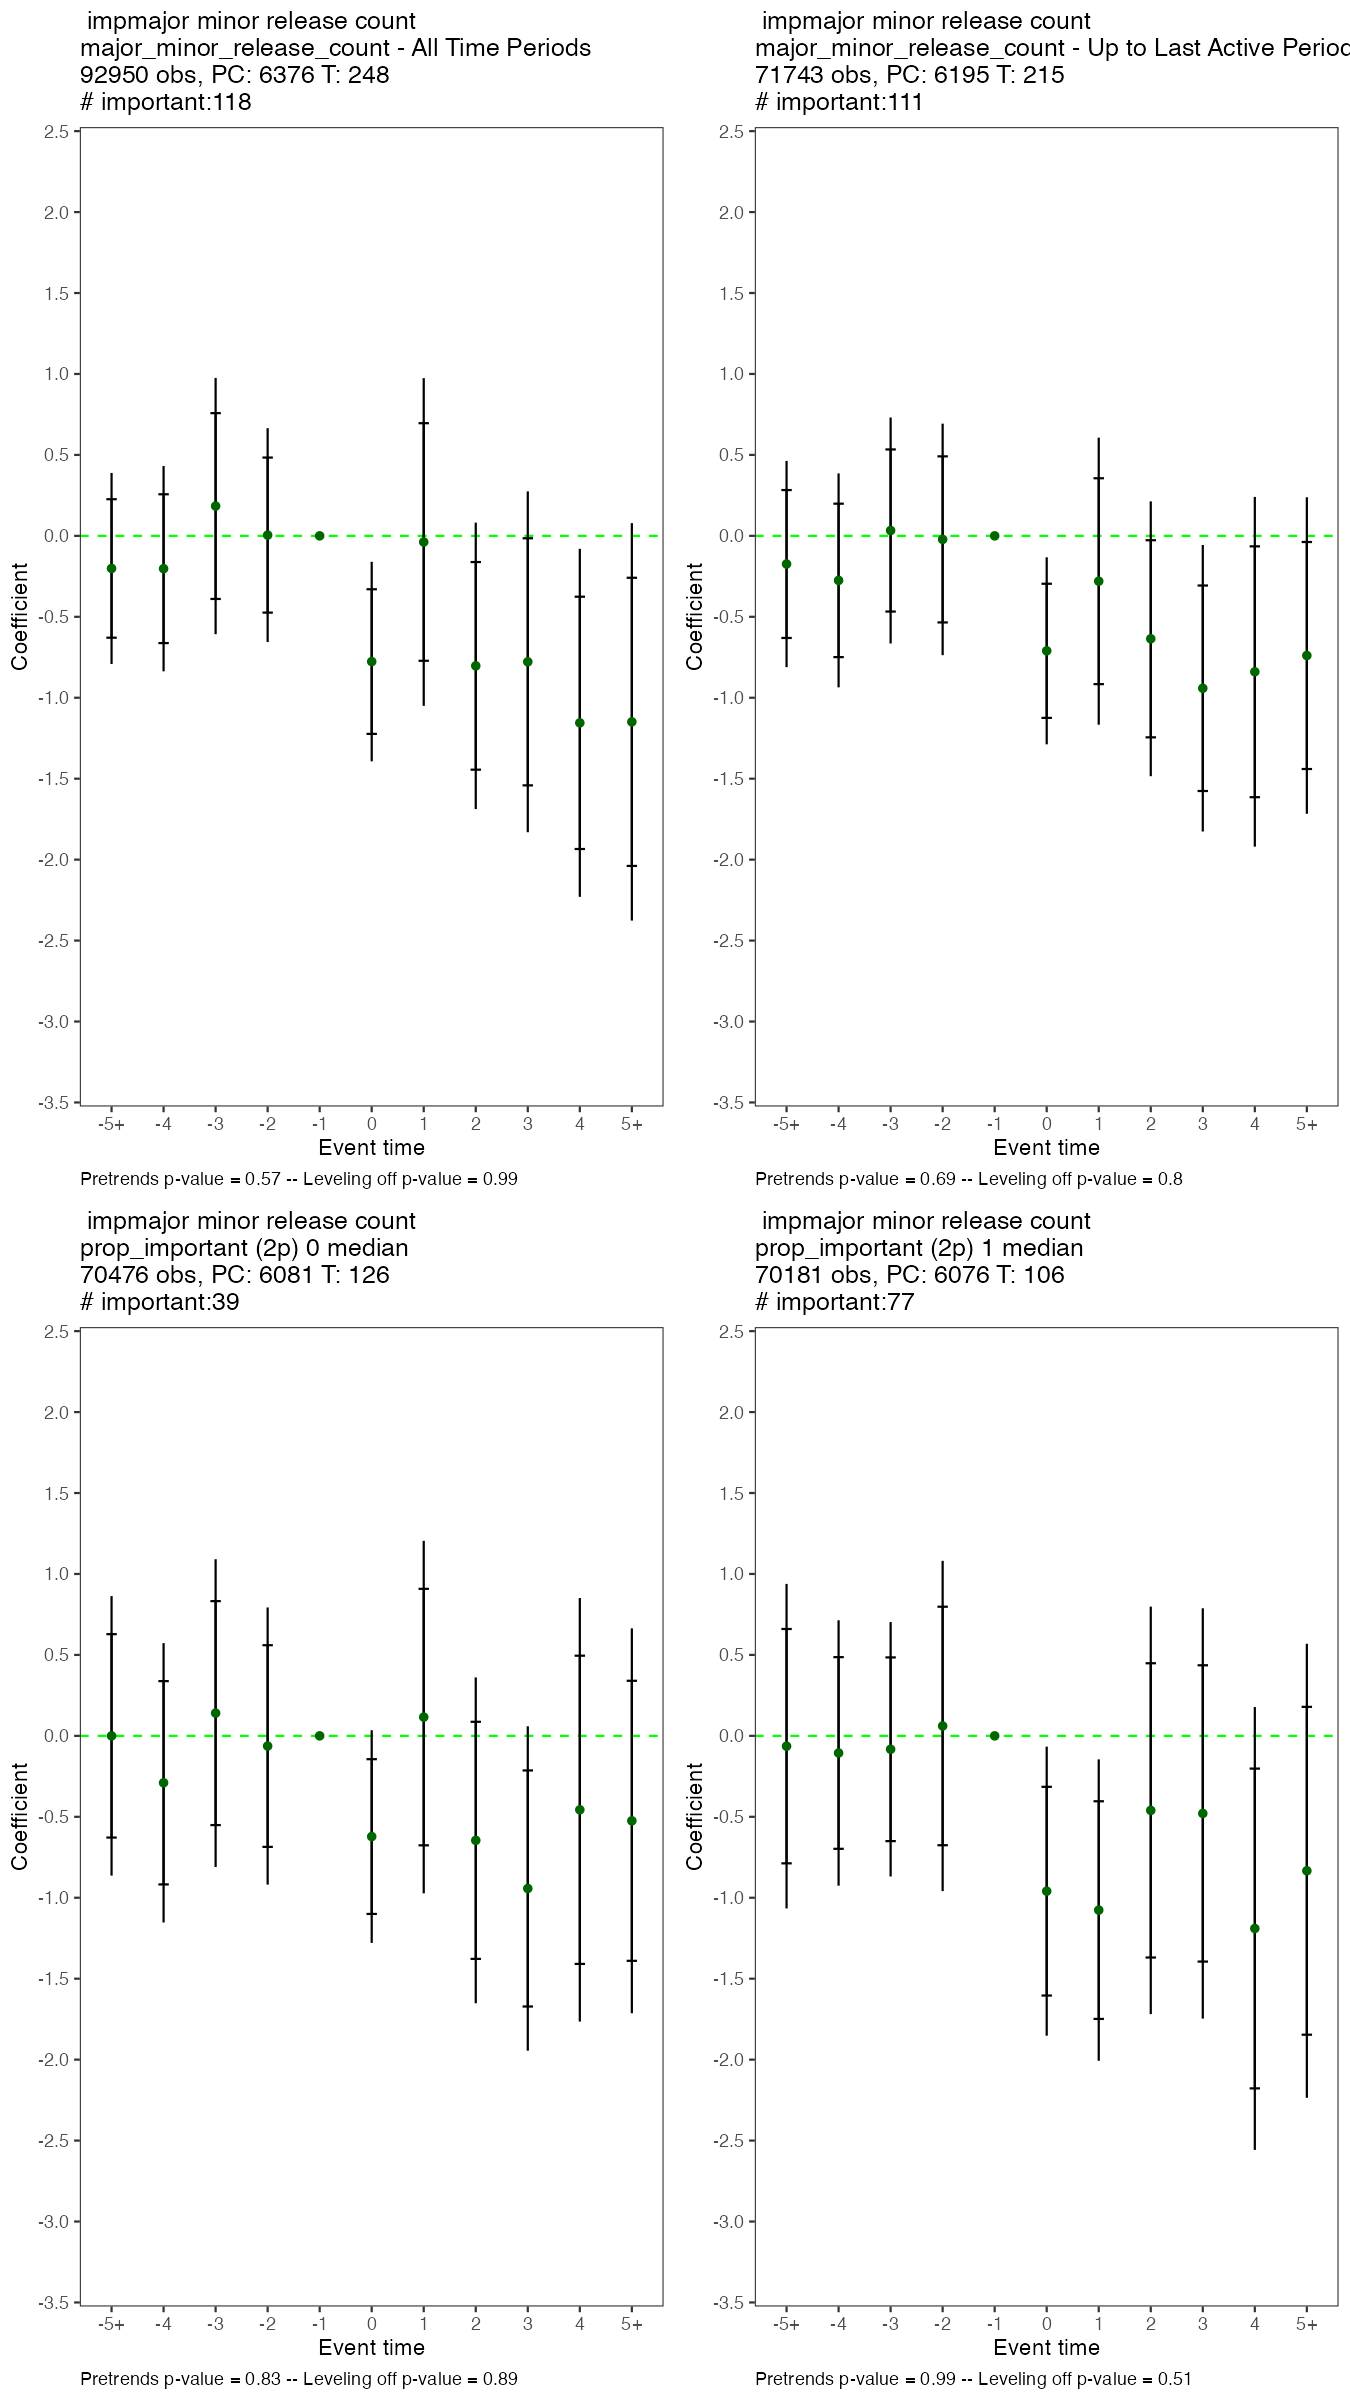 impmajor minor release count
major_minor_release_count - All Time Periods
92950 obs, PC: 6376 T: 248
# important:118
2.5
2.0
1.5
1.0
0.5
0.0
-0.5
-1.0
-1.5
-2.0
-2.5
-3.0
-3.5
Coefficient
-5+ -4 -3 -2 -1 0 1 2 3 4 5+
Event time
Pretrends p-value = 0.57 -- Leveling off p-value = 0.99
impmajor minor release count
major_minor_release_count - Up to Last Active Period
71743 obs, PC: 6195 T: 215
# important:111
2.5
2.0
1.5
1.0
0.5
0.0
-0.5
-1.0
-1.5
-2.0
-2.5
-3.0
-3.5
Coefficient
-5+ -4 -3 -2 -1 0 1 2 3 4 5+
Event time
Pretrends p-value = 0.69 -- Leveling off p-value = 0.8
impmajor minor release count
prop_important (2p) 0 median
70476 obs, PC: 6081 T: 126
# important:39
2.5
2.0
1.5
1.0
0.5
0.0
-0.5
-1.0
-1.5
-2.0
-2.5
-3.0
-3.5
Coefficient
-5+ -4 -3 -2 -1 0 1 2 3 4 5+
Event time
Pretrends p-value = 0.83 -- Leveling off p-value = 0.89
impmajor minor release count
prop_important (2p) 1 median
70181 obs, PC: 6076 T: 106
# important:77
2.5
2.0
1.5
1.0
0.5
0.0
-0.5
-1.0
-1.5
-2.0
-2.5
-3.0
-3.5
Coefficient
-5+ -4 -3 -2 -1 0 1 2 3 4 5+
Event time
Pretrends p-value = 0.99 -- Leveling off p-value = 0.51